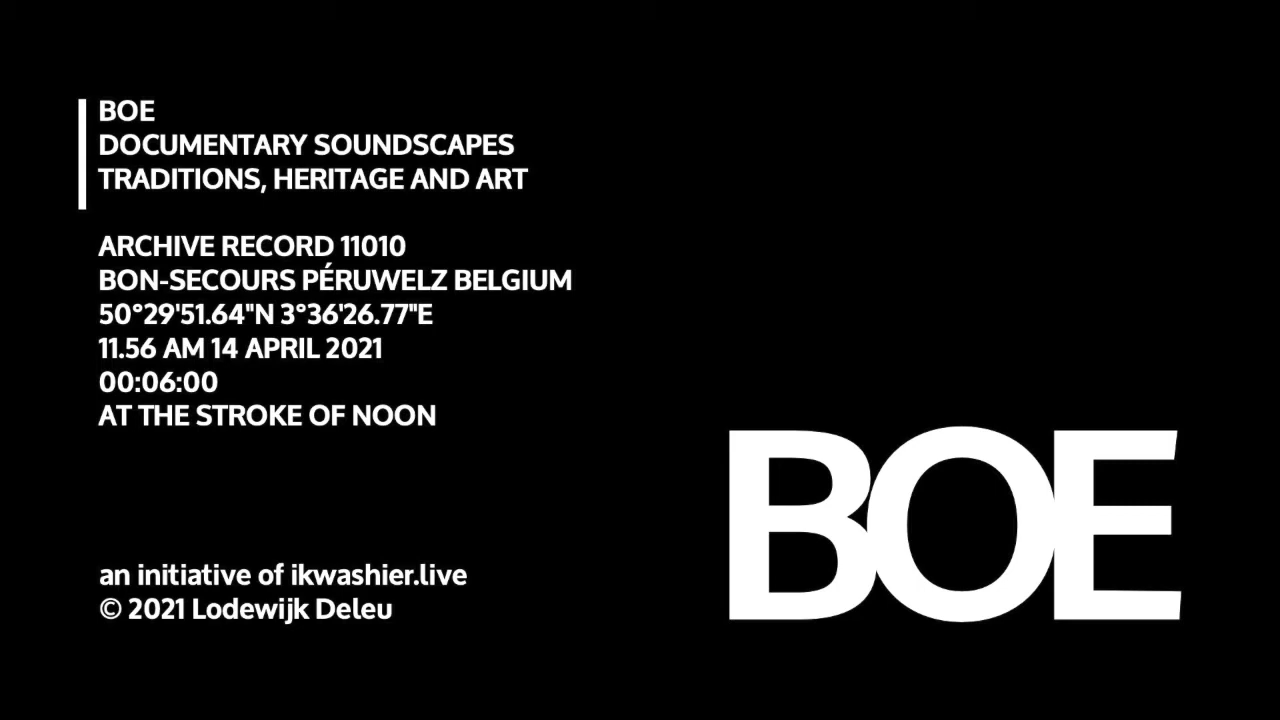 BOE
DOCUMENTARY SOUNDSCAPES
TRADITIONS, HERITAGE AND ART
ARCHIVE RECORD 11010
BON-SECOURS PÉRUWELZ BELGIUM
50°29'51.64"N 3°36'26.77"E
11.56 AM 14 APRIL 2021
00:06:00
AT THE STROKE OF NOON
an initiative of ikwashier.live
© 2021 Lodewijk Deleu
BOE